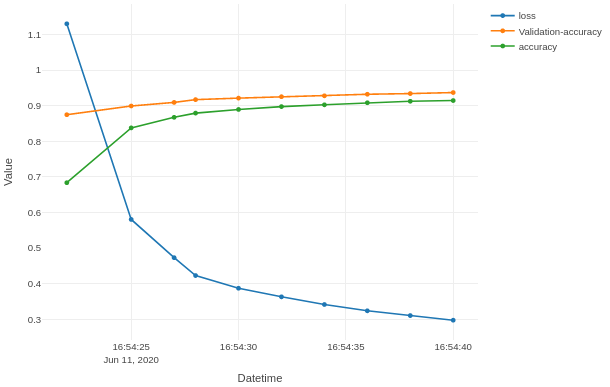 loss
Validation-accuracy
accuracy
1.1
1
0.9
0.8
0.7
0.6
0.5
0.4
0.3
Value
16:54:25
16:54:30
16:54:35
16:54:40
Jun 11, 2020
Datetime